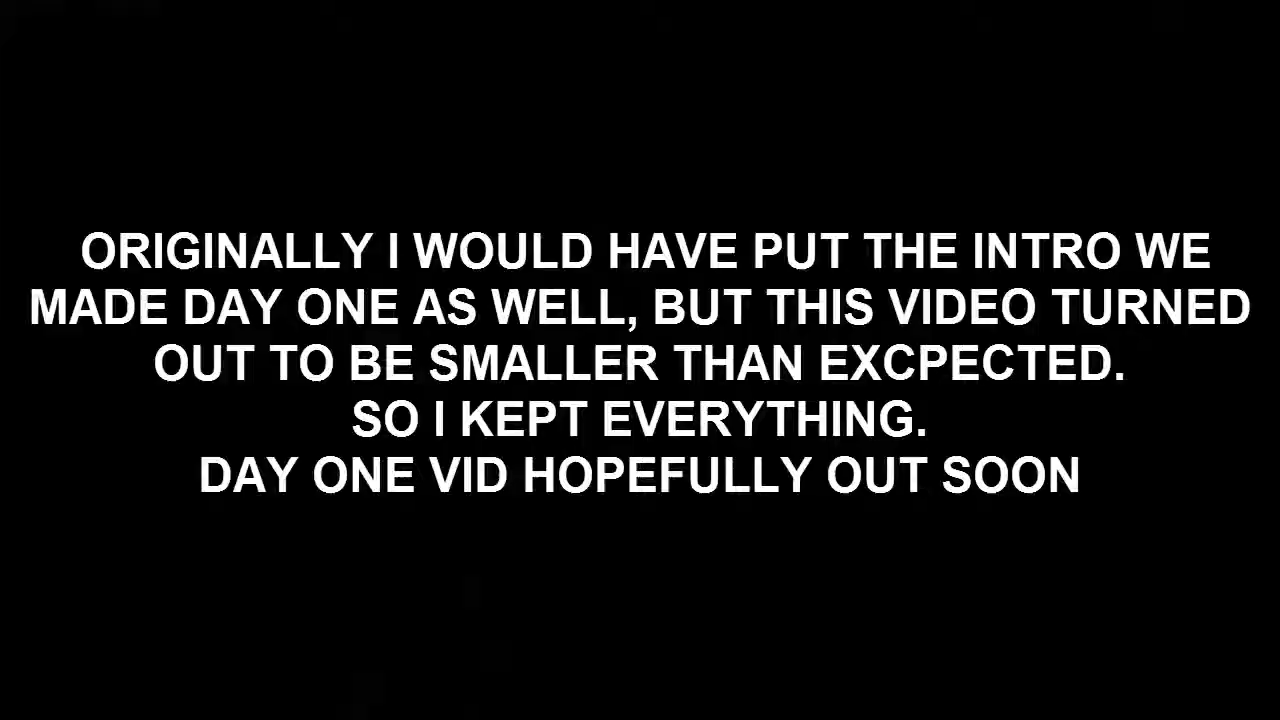 ORIGINALLY I WOULD HAVE PUT THE INTRO WE
MADE DAY ONE AS WELL, BUT THIS VIDEO TURNED
OUT TO BE SMALLER THAN EXCPECTED.
SO I KEPT EVERYTHING.
DAY ONE VID HOPEFULLY OUT SOON